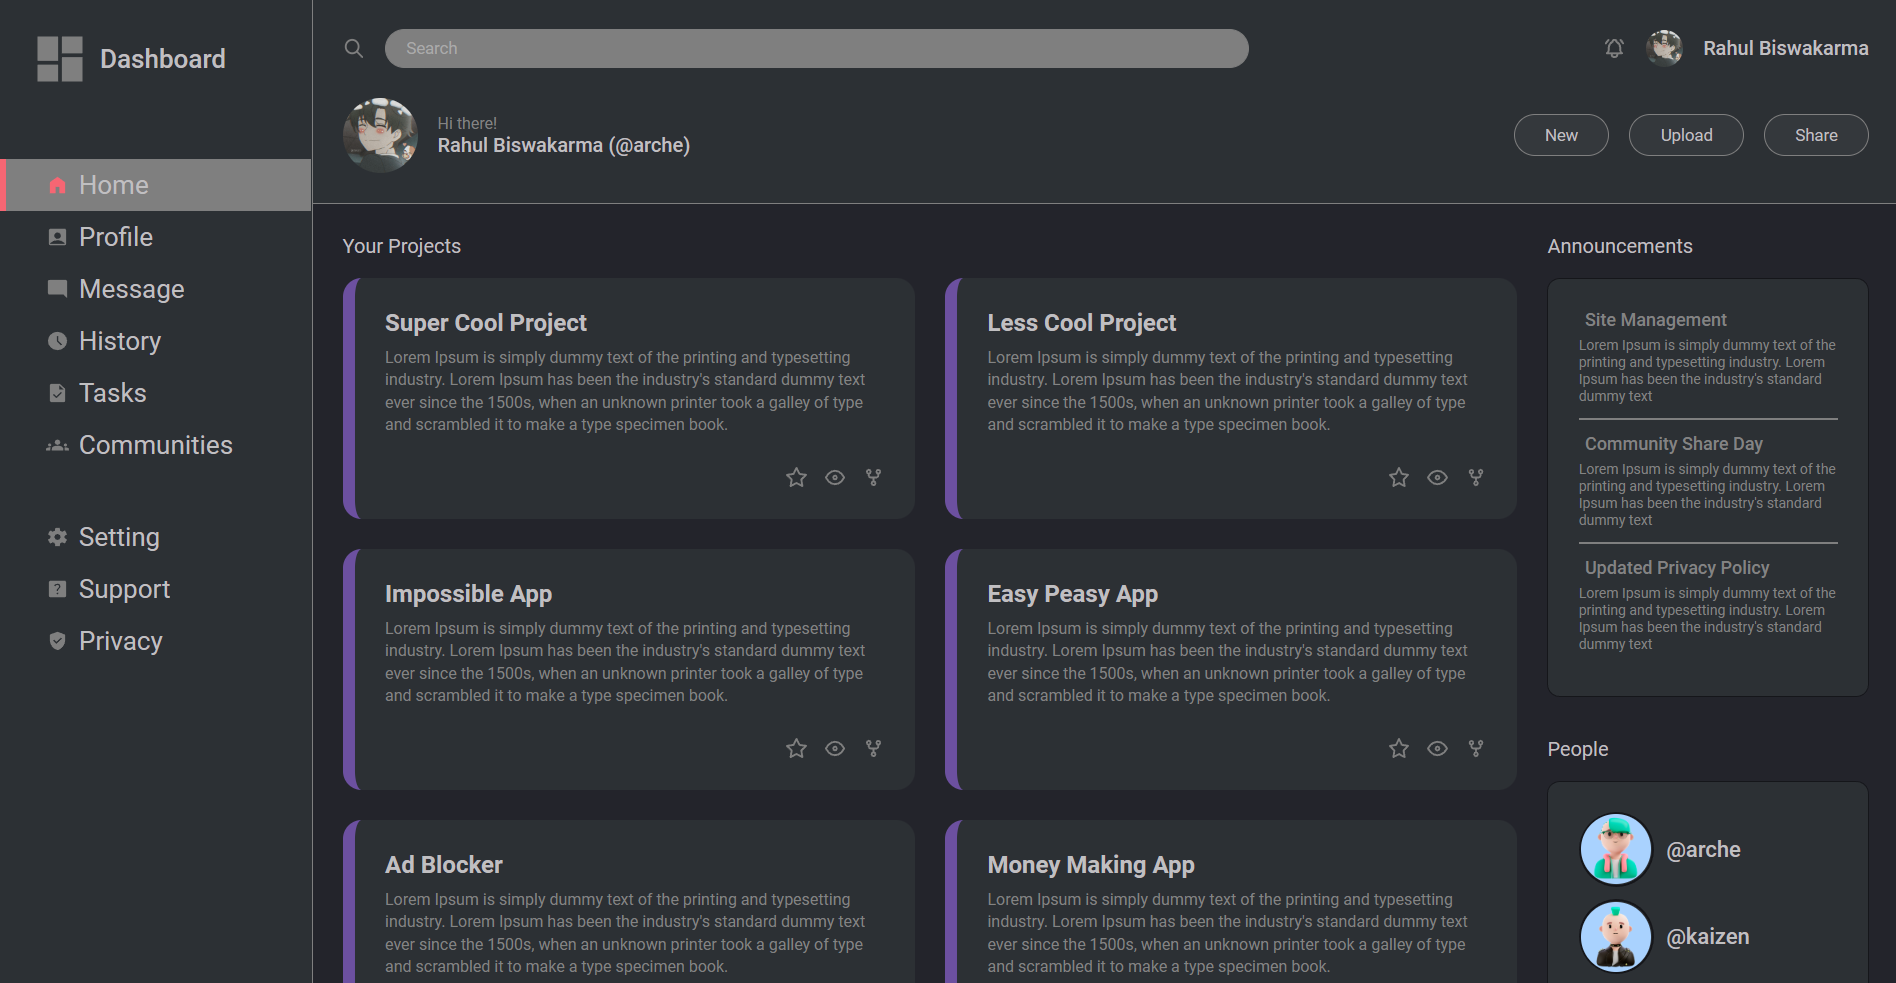 Dashboard
Home
Profile
Message
History
Tasks
Communities
Setting
Support
Privacy
Search
Rahul Biswakarma
Hi there!
Rahul Biswakarma (@arche)
New
Upload
Share
Your Projects
Super Cool Project
Lorem Ipsum is simply dummy text of the printing and typesetting
industry. Lorem Ipsum has been the industry's standard dummy text
ever since the 1500s, when an unknown printer took a galley of type
and scrambled it to make a type specimen book.
Less Cool Project
Lorem Ipsum is simply dummy text of the printing and typesetting
industry. Lorem Ipsum has been the industry's standard dummy text
ever since the 1500s, when an unknown printer took a galley of type
and scrambled it to make a type specimen book.
Impossible App
Lorem Ipsum is simply dummy text of the printing and typesetting
industry. Lorem Ipsum has been the industry's standard dummy text
ever since the 1500s, when an unknown printer took a galley of type
and scrambled it to make a type specimen book.
Easy Peasy App
Lorem Ipsum is simply dummy text of the printing and typesetting
industry. Lorem Ipsum has been the industry's standard dummy text
ever since the 1500s, when an unknown printer took a galley of type
and scrambled it to make a type specimen book.
Ad Blocker
Lorem Ipsum is simply dummy text of the printing and typesetting
industry. Lorem Ipsum has been the industry's standard dummy text
ever since the 1500s, when an unknown printer took a galley of type
and scrambled it to make a type specimen book.
Money Making App
Lorem Ipsum is simply dummy text of the printing and typesetting
industry. Lorem Ipsum has been the industry's standard dummy text
ever since the 1500s, when an unknown printer took a galley of type
and scrambled it to make a type specimen book.
Announcements
Site Management
Lorem Ipsum is simply dummy text of the
printing and typesetting industry. Lorem
Ipsum has been the industry's standard
dummy text
Community Share Day
Lorem Ipsum is simply dummy text of the
printing and typesetting industry. Lorem
Ipsum has been the industry's standard
dummy text
Updated Privacy Policy
Lorem Ipsum is simply dummy text of the
printing and typesetting industry. Lorem
Ipsum has been the industry's standard
dummy text
People
@arche
@kaizen